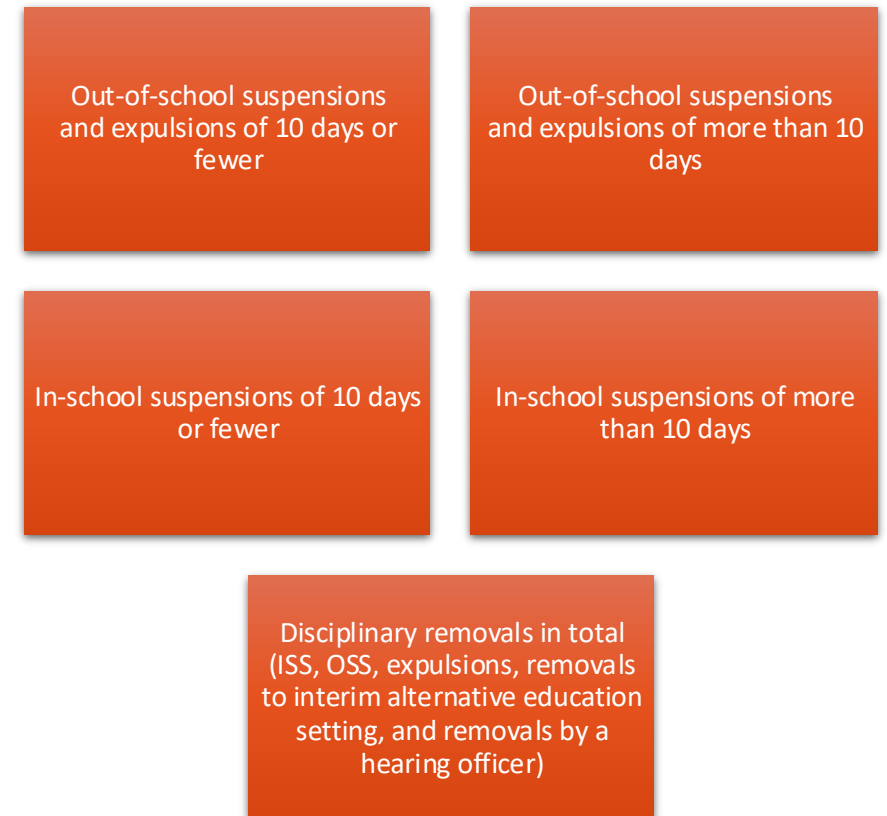 Out-of-school suspensions
and expulsions of 10 days or
fewer
Out-of-school suspensions
and expulsions of more than 10
days
In-school suspensions of 10 days
or fewer
In-school suspensions of more
than 10 days
Disciplinary removals in total
(ISS, OSS, expulsions, removals
to interim alternative education
setting, and removals by a
hearing officer)